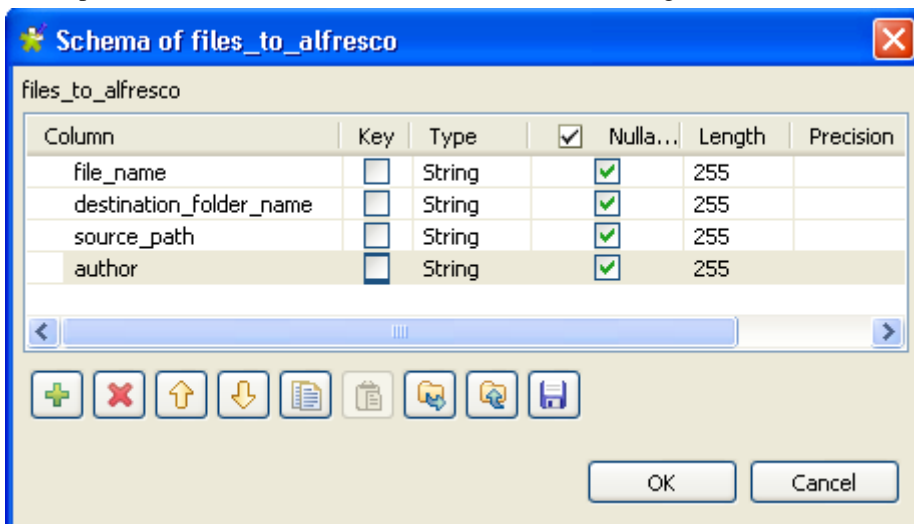 Schema of files_to_alfresco
files_to_alfresco
Column Key Type Nulla... Length Precision
file_name String 255
destination_folder_name String 255
source_path String 255
author String 255
OK Cancel